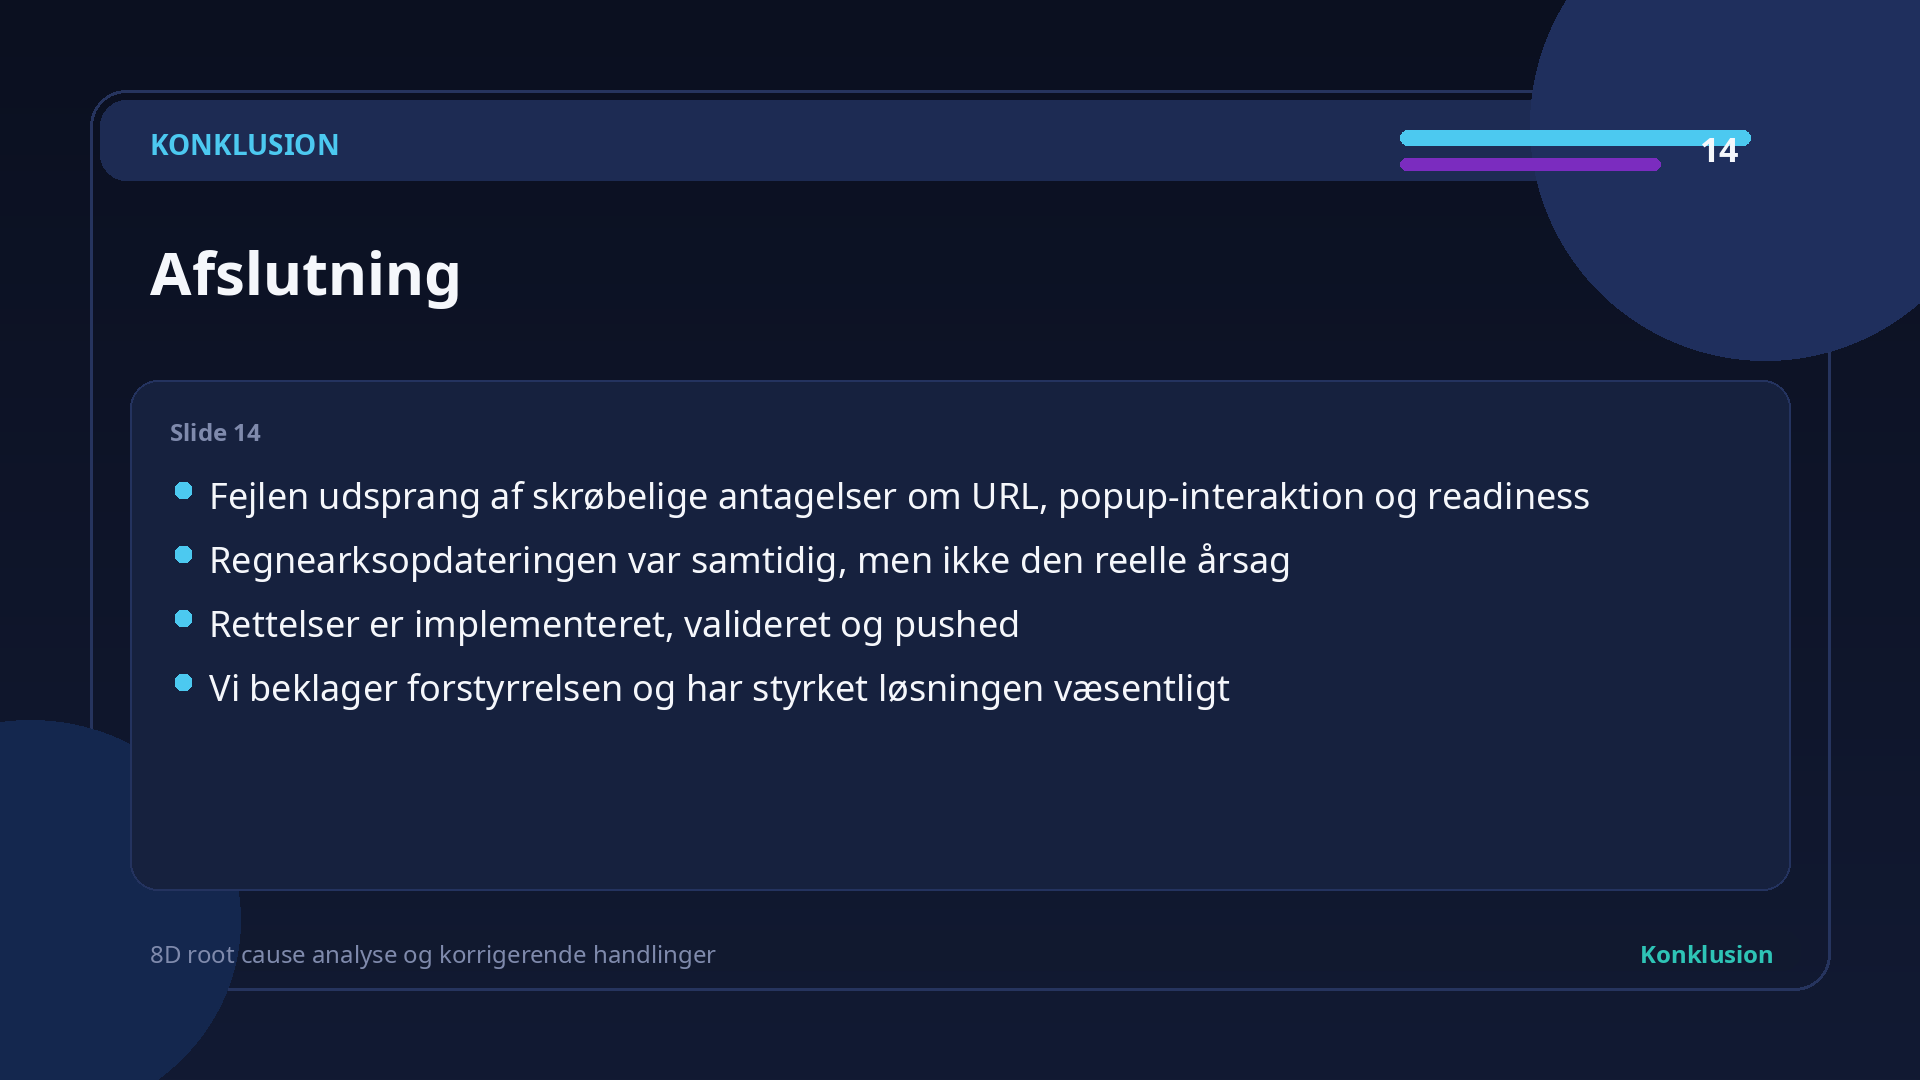 KONKLUSION
14
Afslutning
Slide 14
Fejlen udsprang af skrøbelige antagelser om URL, popup-interaktion og readiness
Regnearksopdateringen var samtidig, men ikke den reelle årsag
Rettelser er implementeret, valideret og pushed
Vi beklager forstyrrelsen og har styrket løsningen væsentligt
8D root cause analyse og korrigerende handlinger
Konklusion